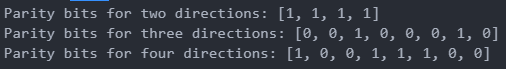 Parity bits for two directions: [1, 1, 1, 1]
Parity bits for three directions: [0, 0, 1, 0, 0, 0, 1, 0]
Parity bits for four directions: [1, 0, 0, 1, 1, 1, 0, 0]